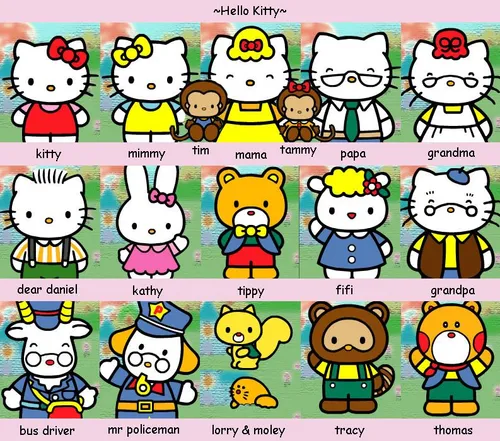 ~Hello Kitty~
kitty
mimmy
tim
mama
tammy
papa
grandma
dear daniel
kathy
tippy
fifi
grandpa
P
bus driver
mr policeman
lorry & moley
tracy
thomas